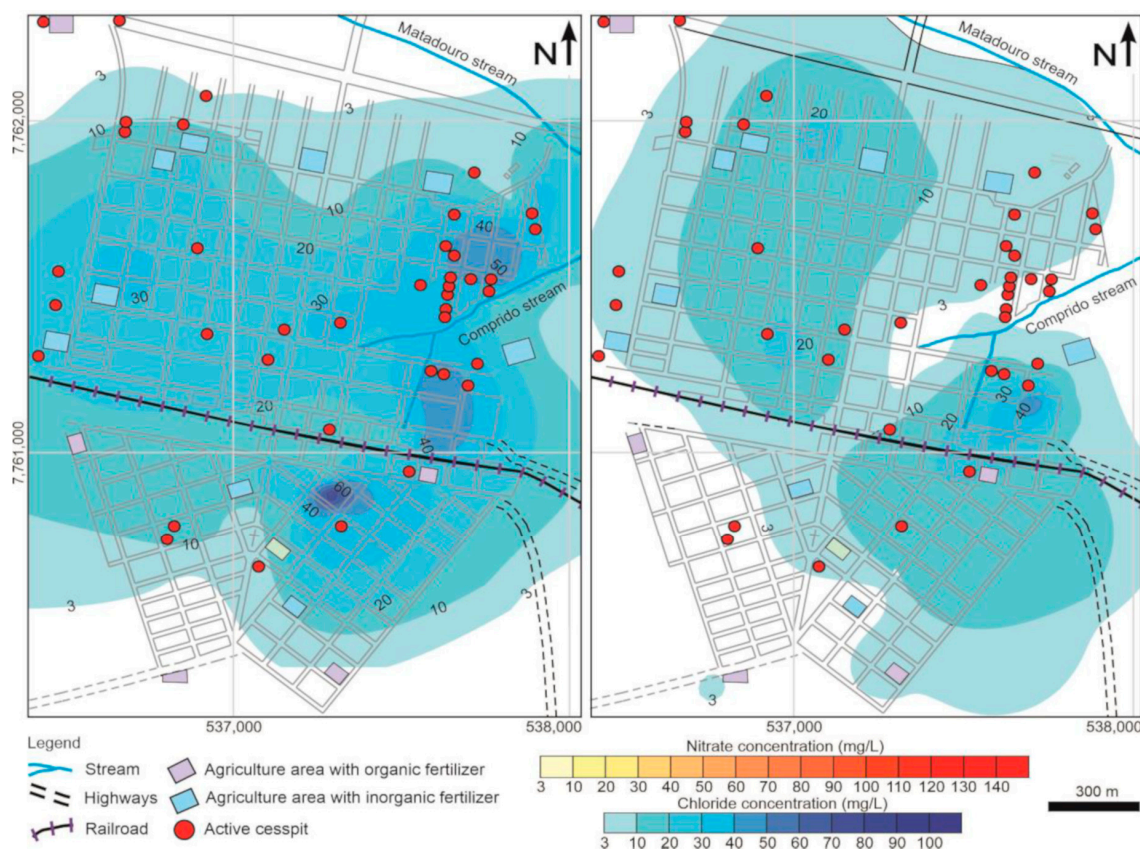 N
Matadouro stream
3
3
10
10
10
20
40
50
30
30
Comprido stream
20
40
60
40
10
20
10
3
3
7,762,000
7,761,000
537,000
538,000
N
Matadouro stream
3
20
10
3
Comprido stream
20
30
40
20
10
3
3
537,000
538,000
Legend
Stream
Highways
Railroad
Agriculture area with organic fertilizer
Agriculture area with inorganic fertilizer
Active cesspit
Nitrate concentration (mg/L)
3 10 20 30 40 50 60 70 80 90 100 110 120 130 140
Chloride concentration (mg/L)
3 10 20 30 40 50 60 70 80 90 100
300 m